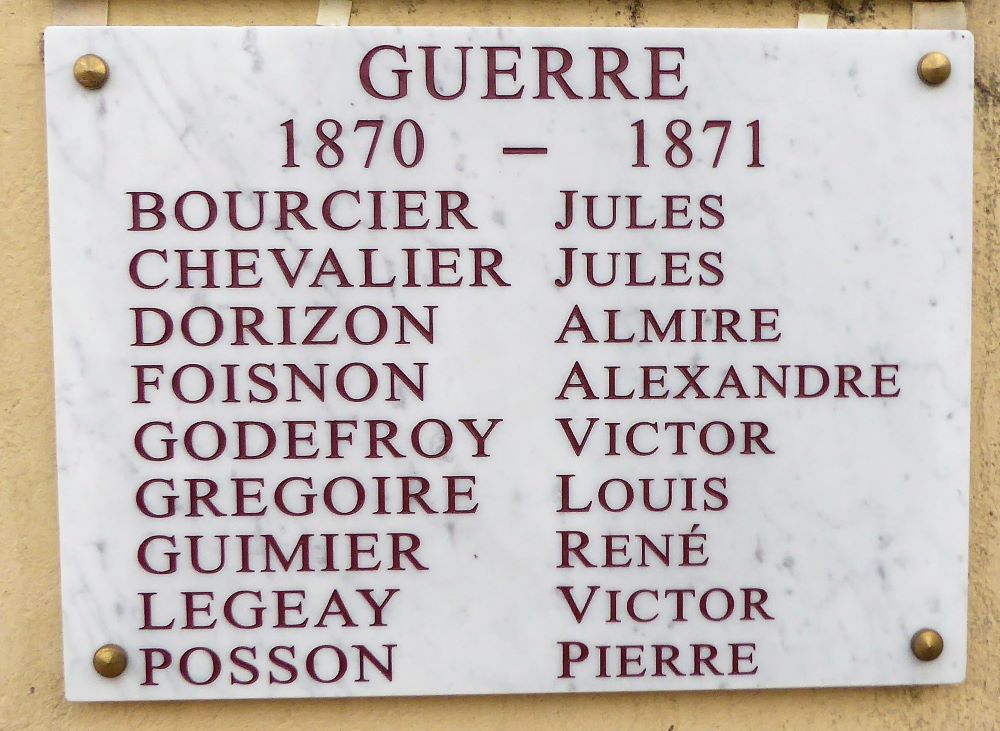 GUERRE
1870 – 1871
BOURCIER JULES
CHEVALIER JULES
DORIZON ALMIRE
FOISNON ALEXANDRE
GODEFROY VICTOR
GREGOIRE LOUIS
GUIMIER RENÉ
LEGEAY VICTOR
POSSON PIERRE